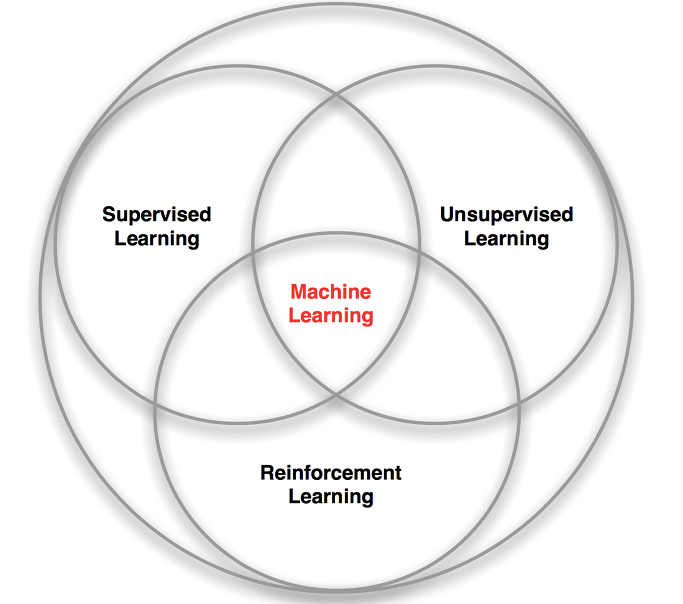 Supervised
Learning
Unsupervised
Learning
Machine
Learning
Reinforcement
Learning